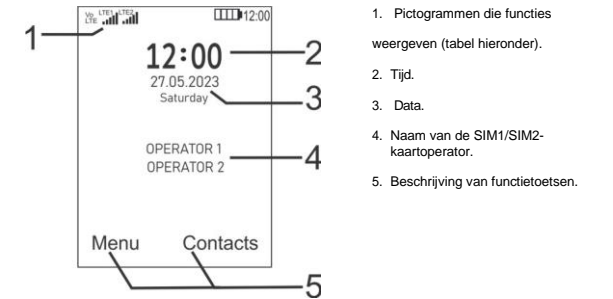 Vo LTE LTE1 LTE2 12:00
1
12:00
2
27.05.2023
Saturday
3
OPERATOR 1
OPERATOR 2
4
Menu Contacts
5
1. Pictogrammen die functies
weergeven (tabel hieronder).
2. Tijd.
3. Data.
4. Naam van de SIM1/SIM2-
kaartoperator.
5. Beschrijving van functietoetsen.